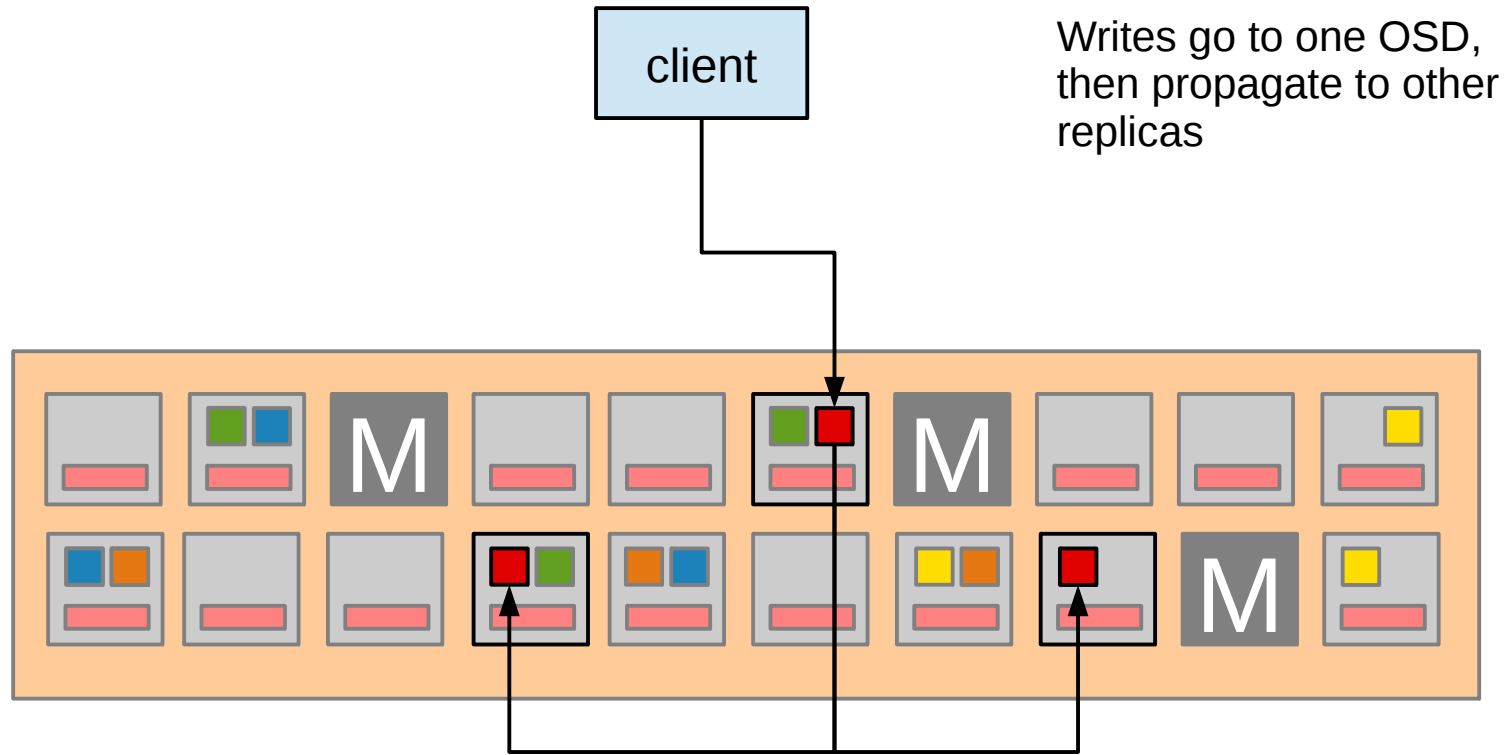 client
Writes go to one OSD,
then propagate to other
replicas
M
M
M